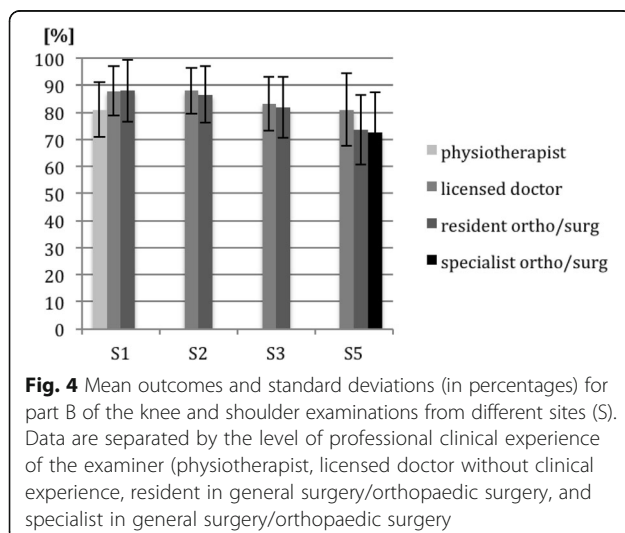 [%]
100
90
80
70
60
50
40
30
20
10
0
S1 S2 S3 S5
physiotherapist
licensed doctor
resident ortho/surg
specialist ortho/surg
Fig. 4 Mean outcomes and standard deviations (in percentages) for
part B of the knee and shoulder examinations from different sites (S).
Data are separated by the level of professional clinical experience
of the examiner (physiotherapist, licensed doctor without clinical
experience, resident in general surgery/orthopaedic surgery, and
specialist in general surgery/orthopaedic surgery